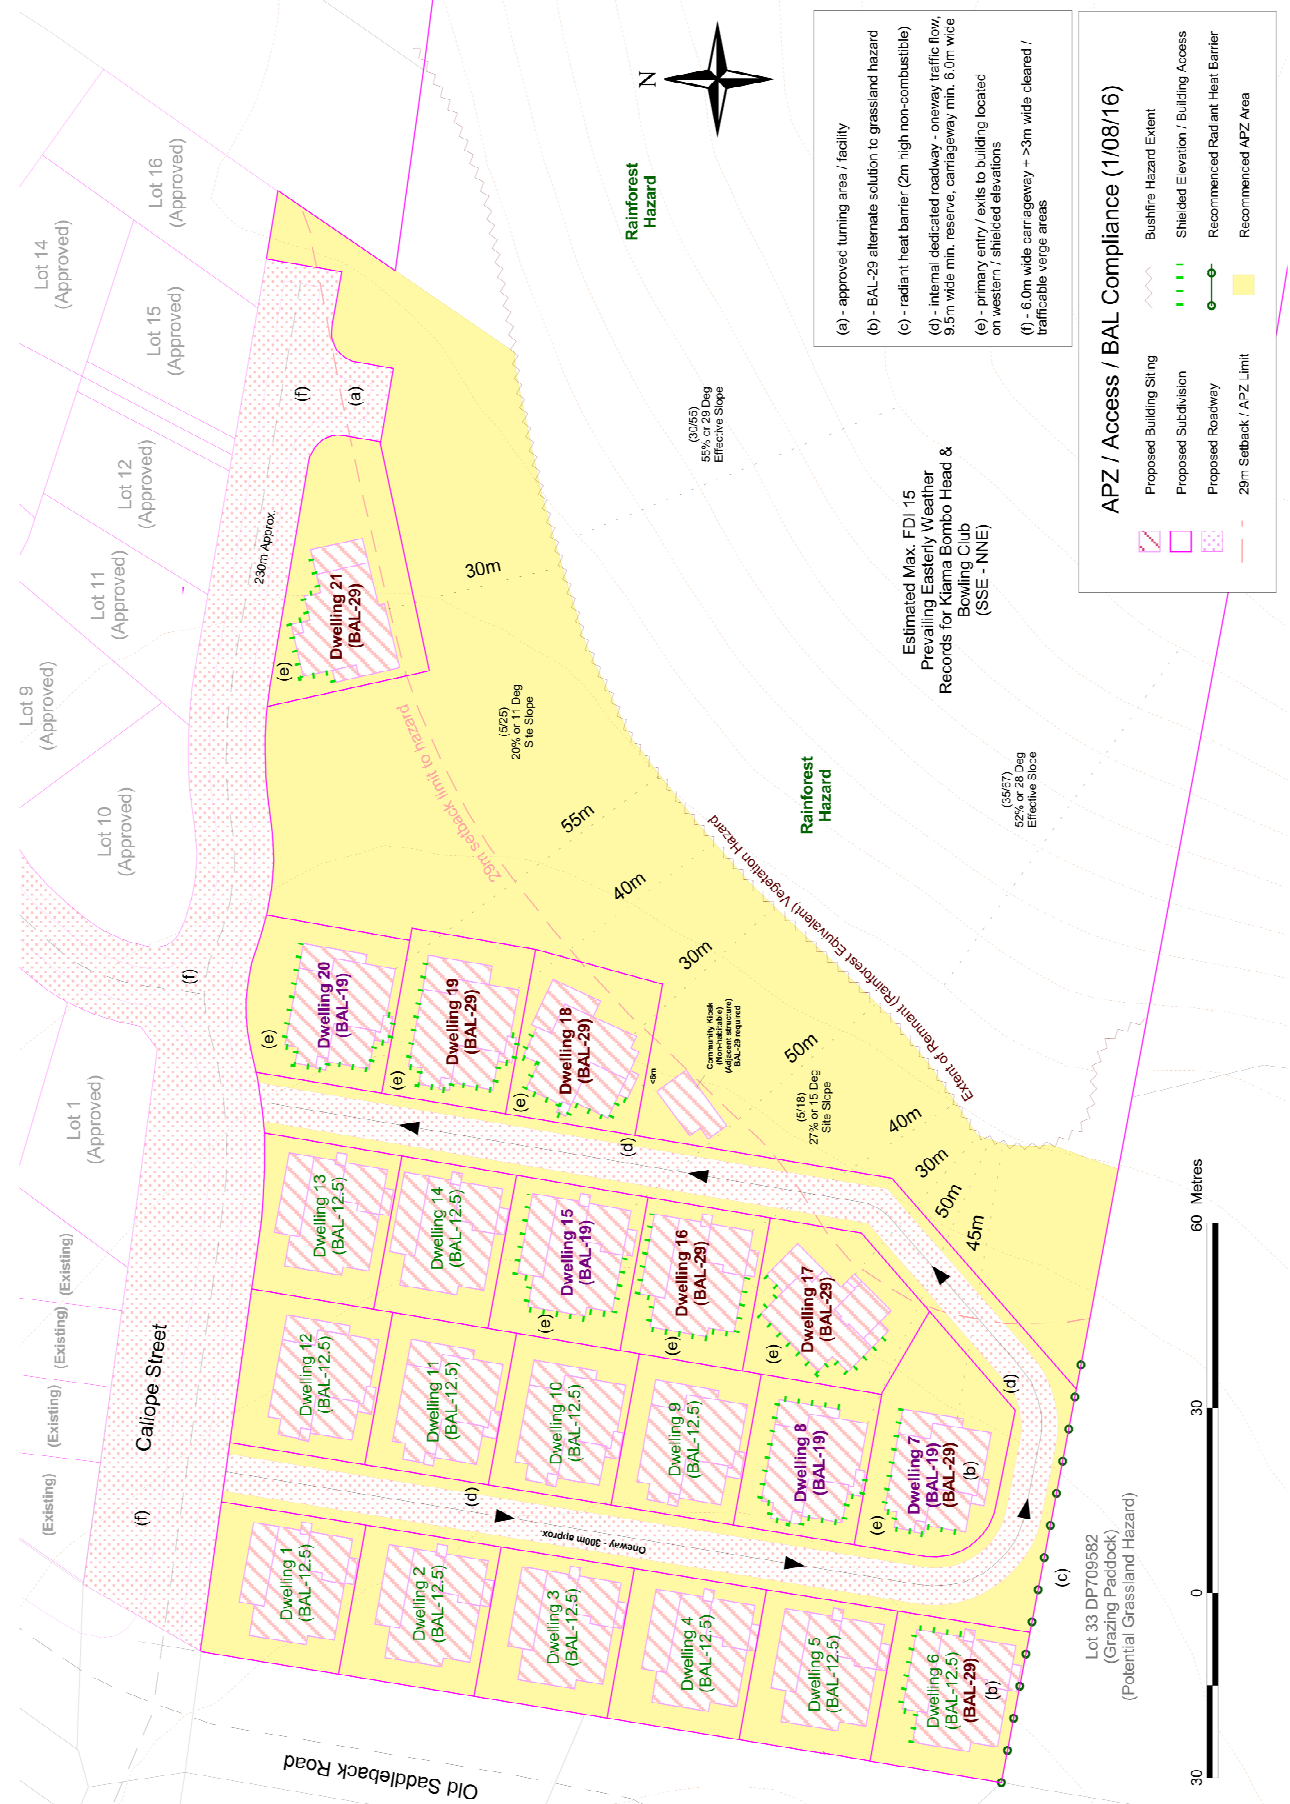 N
Rainforest
Hazard
(a) - approved turning area / facility
(b) - BAL-29 alternate solution to grassland hazard
(c) - radiant heat barrier (2m high non-combustible)
(d) - internal dedicated roadway - oneway traffic flow,
9.5m wide min. reserve, carriageway min. 6.0m wide
(e) - primary entry / exits to building located
on western / shielded elevations
(f) - 6.0m wide carriageway + >3m wide cleared /
trafficable verge areas
APZ / Access / BAL Compliance (1/08/16)
Proposed Building Siting
Proposed Subdivision
Proposed Roadway
29m Setback / APZ Limit
Bushfire Hazard Extent
Shielded Elevation / Building Access
Recommended Radiant Heat Barrier
Recommended APZ Area
Lot 14
(Approved)
Lot 16
(Approved)
Lot 15
(Approved)
Lot 12
(Approved)
Lot 11
(Approved)
Lot 9
(Approved)
Lot 10
(Approved)
Lot 1
(Approved)
(Existing)
(Existing)
(Existing)
(Existing)
Caliope Street
Old Saddleback Road
230m Approx.
(f)
(a)
(f)
(f)
(e)
Dwelling 21
(BAL-29)
30m
(30/55)
55% or 29 Deg
Effective Slope
(5/25)
20% or 11 Deg
Site Slope
29m setback limit to hazard
55m
40m
30m
50m
40m
30m
50m
45m
Estimated Max. FDI 15
Prevailing Easterly Weather
Records for Kiama Bombo Head &
Bowling Club
(SSE - NNE)
Rainforest
Hazard
(35/67)
52% or 28 Deg
Effective Slope
Extent of Remnant (Rainforest Equivalent) Vegetation Hazard
(5/18)
27% or 15 Deg
Site Slope
Community Kiosk
(Non-habitable)
(Adjacent structure)
BAL-29 required
<6m
(e)
Dwelling 20
(BAL-19)
(e)
Dwelling 19
(BAL-29)
(e)
Dwelling 18
(BAL-29)
(d)
Dwelling 13
(BAL-12.5)
Dwelling 14
(BAL-12.5)
(e)
Dwelling 15
(BAL-19)
(e)
Dwelling 16
(BAL-29)
(e)
Dwelling 17
(BAL-29)
Dwelling 12
(BAL-12.5)
Dwelling 11
(BAL-12.5)
Dwelling 10
(BAL-12.5)
Dwelling 9
(BAL-12.5)
Dwelling 8
(BAL-19)
(e)
Dwelling 7
(BAL-19)
(BAL-29)
(b)
(d)
(d)
Oneway - 300m approx
Dwelling 1
(BAL-12.5)
Dwelling 2
(BAL-12.5)
Dwelling 3
(BAL-12.5)
Dwelling 4
(BAL-12.5)
Dwelling 5
(BAL-12.5)
Dwelling 6
(BAL-12.5)
(BAL-29)
(b)
(c)
Lot 33 DP709582
(Grazing Paddock)
(Potential Grassland Hazard)
30
0
30
60
Metres